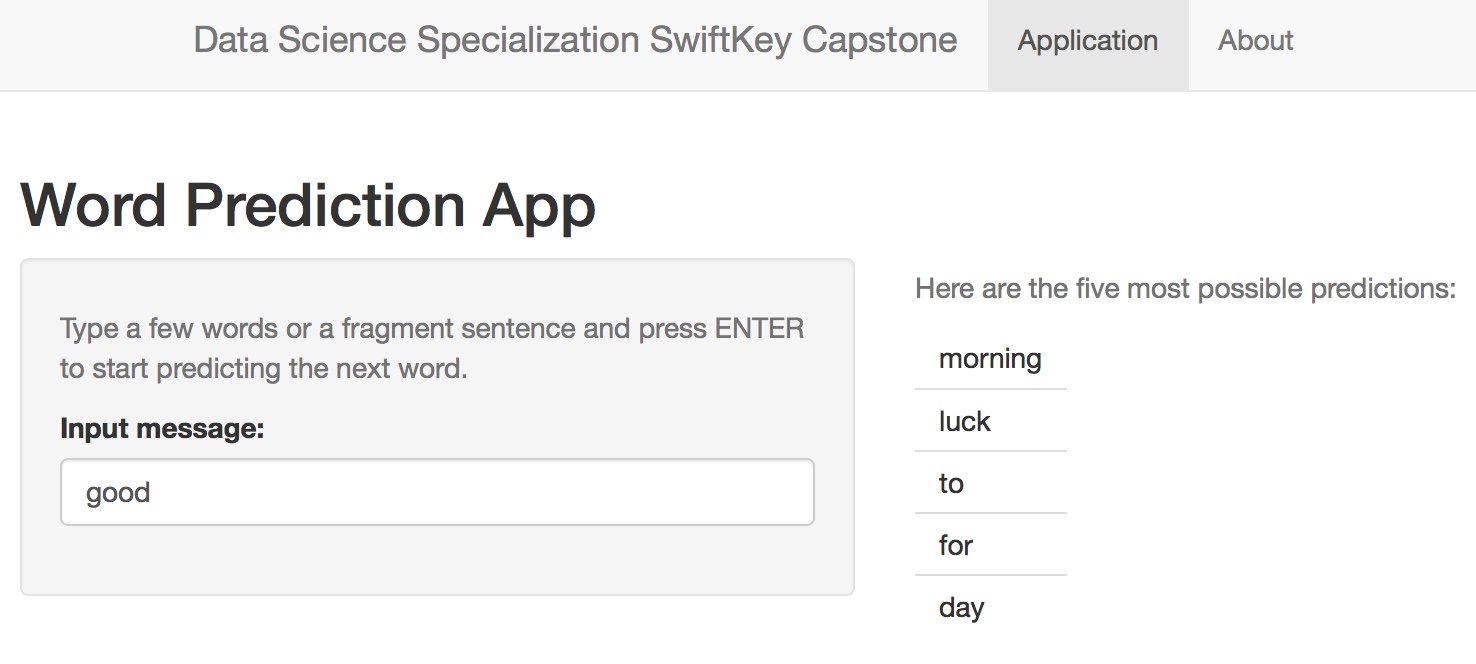 Data Science Specialization SwiftKey Capstone Application About
Word Prediction App
Type a few words or a fragment sentence and press ENTER
to start predicting the next word.
Input message:
good
Here are the five most possible predictions:
morning
luck
to
for
day